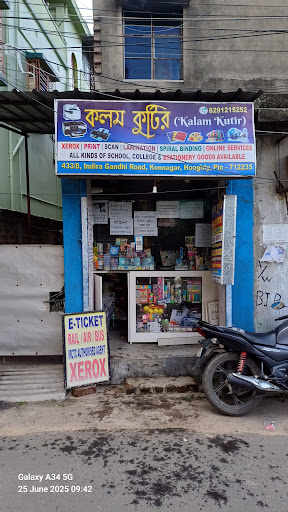 6291215252
কলম কুটির (Kalam Kutir)
XEROX | PRINT | SCAN | LAMINATION | SPIRAL BINDING | ONLINE
ALL KINDS OF SCHOOL, COLLEGE & STATIONERY GOODS AVAILABLE
433/8, Indira Gandhi Road, Konnagar, Hooghly, Pin - 712235
E-TICKET
RAIL / AIR / BUS
IRCTC AUTHORISED AGENT
XEROX
Galaxy A34 5G
25 June 2025 09:42